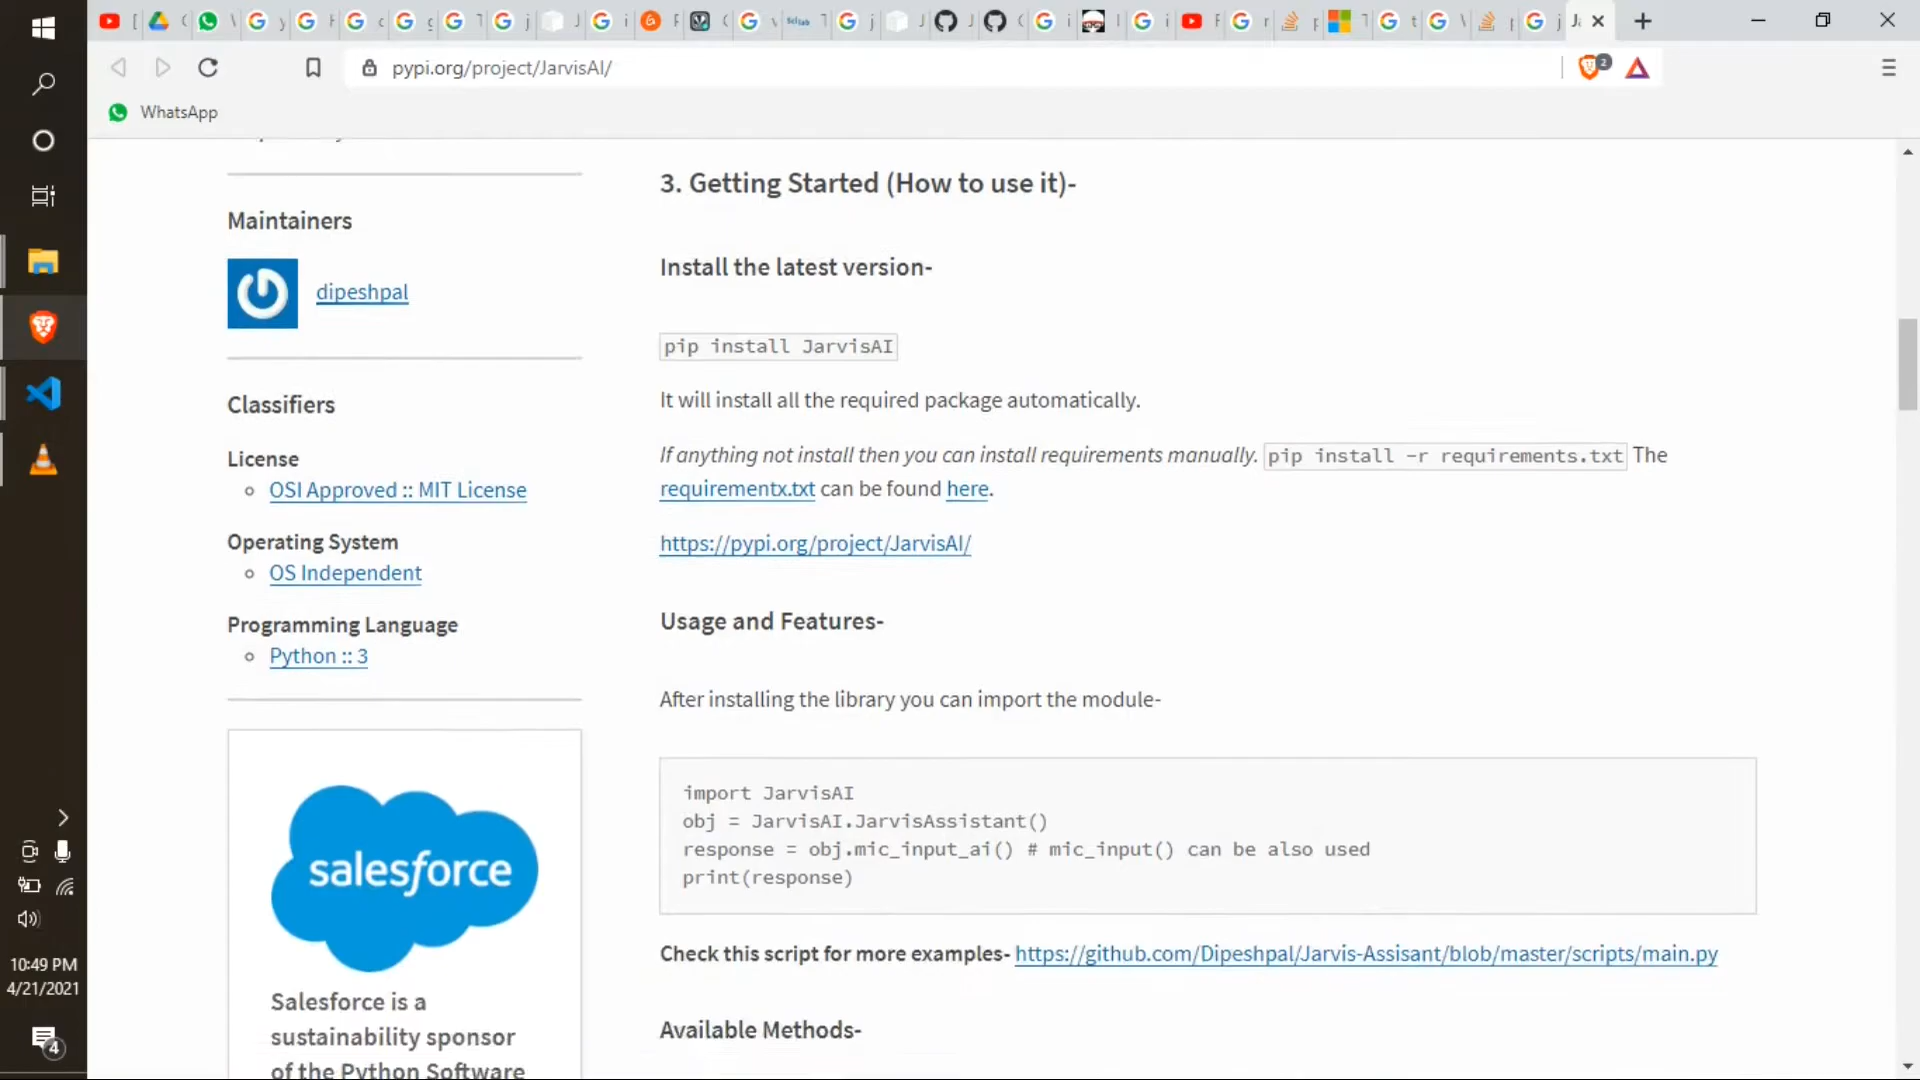 pypi.org/project/JarvisAI/
2
WhatsApp
Maintainers
dipeshpal
Classifiers
License
OSI Approved :: MIT License
Operating System
OS Independent
Programming Language
Python :: 3
salesforce
Salesforce is a
sustainability sponsor
of the Python Software
3. Getting Started (How to use it)-
Install the latest version-
pip install JarvisAI
It will install all the required package automatically.
If anything not install then you can install requirements manually. pip install -r requirements.txt The
requirementx.txt can be found here.
https://pypi.org/project/JarvisAI/
Usage and Features-
After installing the library you can import the module-
import JarvisAI
obj = JarvisAI.JarvisAssistant()
response = obj.mic_input_ai() # mic_input() can be also used
print(response)
Check this script for more examples- https://github.com/Dipeshpal/Jarvis-Assisant/blob/master/scripts/main.py
Available Methods-
10:49 PM
4/21/2021
4